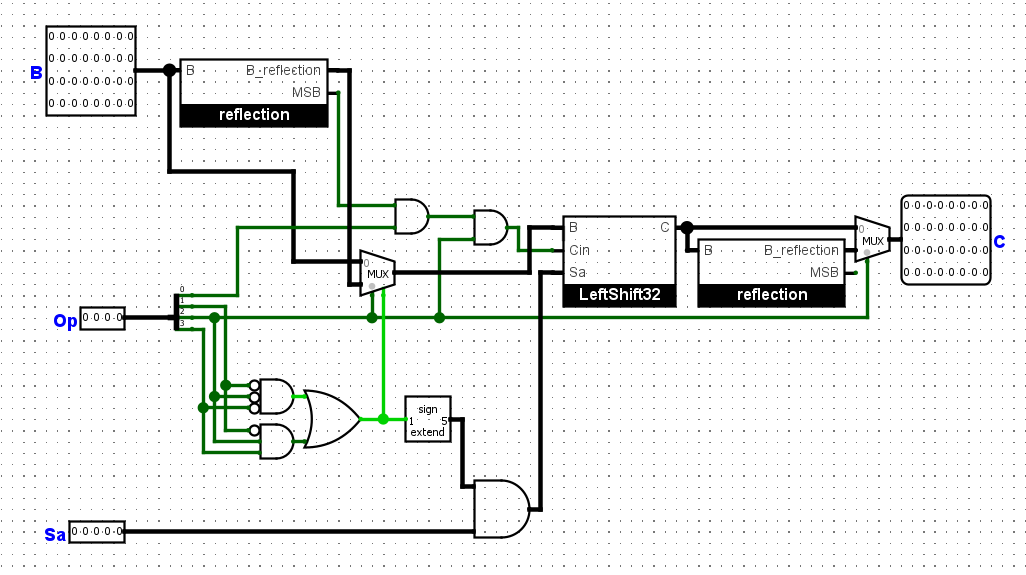 0 0 0 0 0 0 0 0
0 0 0 0 0 0 0 0
0 0 0 0 0 0 0 0
0 0 0 0 0 0 0 0
B
B B_reflection
MSB
reflection
0
MUX
B C
Cin
Sa
LeftShift32
B B_reflection
MSB
reflection
0
MUX
0 0 0 0 0 0 0 0
0 0 0 0 0 0 0 0
0 0 0 0 0 0 0 0
0 0 0 0 0 0 0 0
C
Op
0 0 0 0
0
1
2
3
sign
1 5
extend
Sa
0 0 0 0 0